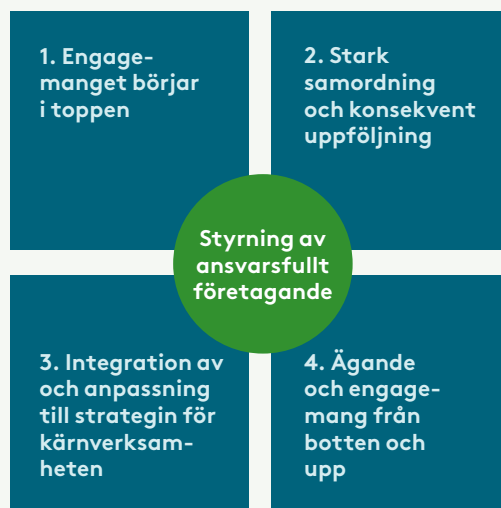 1. Engage-
manget börjar
i toppen
2. Stark
samordning
och konsekvent
uppföljning
Styrning av
ansvarsfullt
företagande
3. Integration av
och anpassning
till strategin för
kärnverksam-
heten
4. Ägande
och engage-
mang från
botten och
upp